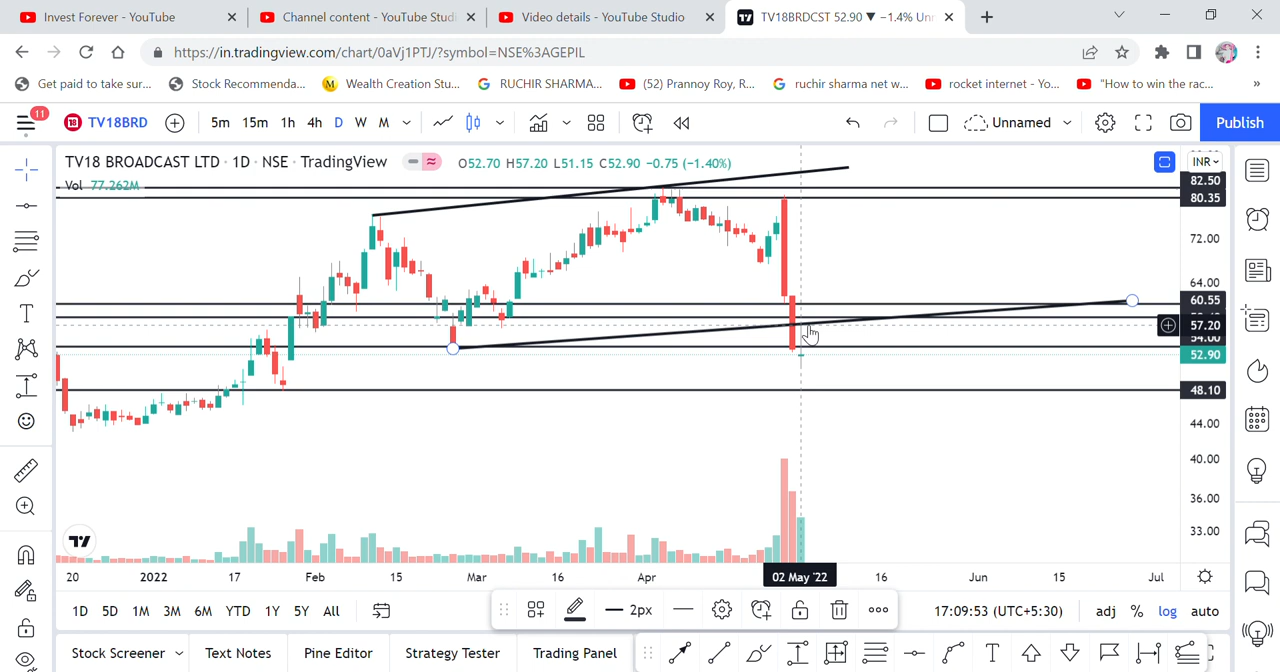 Invest Forever - YouTube
Channel content - YouTube Studi
Video details - YouTube Studio
TV18BRDCST 52.90 ▼ −1.4% Unn
https://in.tradingview.com/chart/0aVj1PTJ/?symbol=NSE%3AGEPIL
Get paid to take sur...
Stock Recommenda...
Wealth Creation Stu...
RUCHIR SHARMA...
(52) Prannoy Roy, R...
ruchir sharma net w...
rocket internet - Yo...
"How to win the rac...
»
11
TV18BRD
5m 15m 1h 4h D W M
Unnamed
Publish
TV18 BROADCAST LTD · 1D · NSE · TradingView
O52.70 H57.20 L51.15 C52.90 −0.75 (−1.40%)
INR
Vol 77.262M
82.50
80.35
72.00
64.00
60.55
57.20
54.00
52.90
48.10
44.00
40.00
36.00
33.00
20 2022 17 Feb 15 Mar 16 Apr 02 May '22 16 Jun 15 Jul
1D 5D 1M 3M 6M YTD 1Y 5Y All
2px
17:09:53 (UTC+5:30)
adj % log auto
Stock Screener
Text Notes
Pine Editor
Strategy Tester
Trading Panel